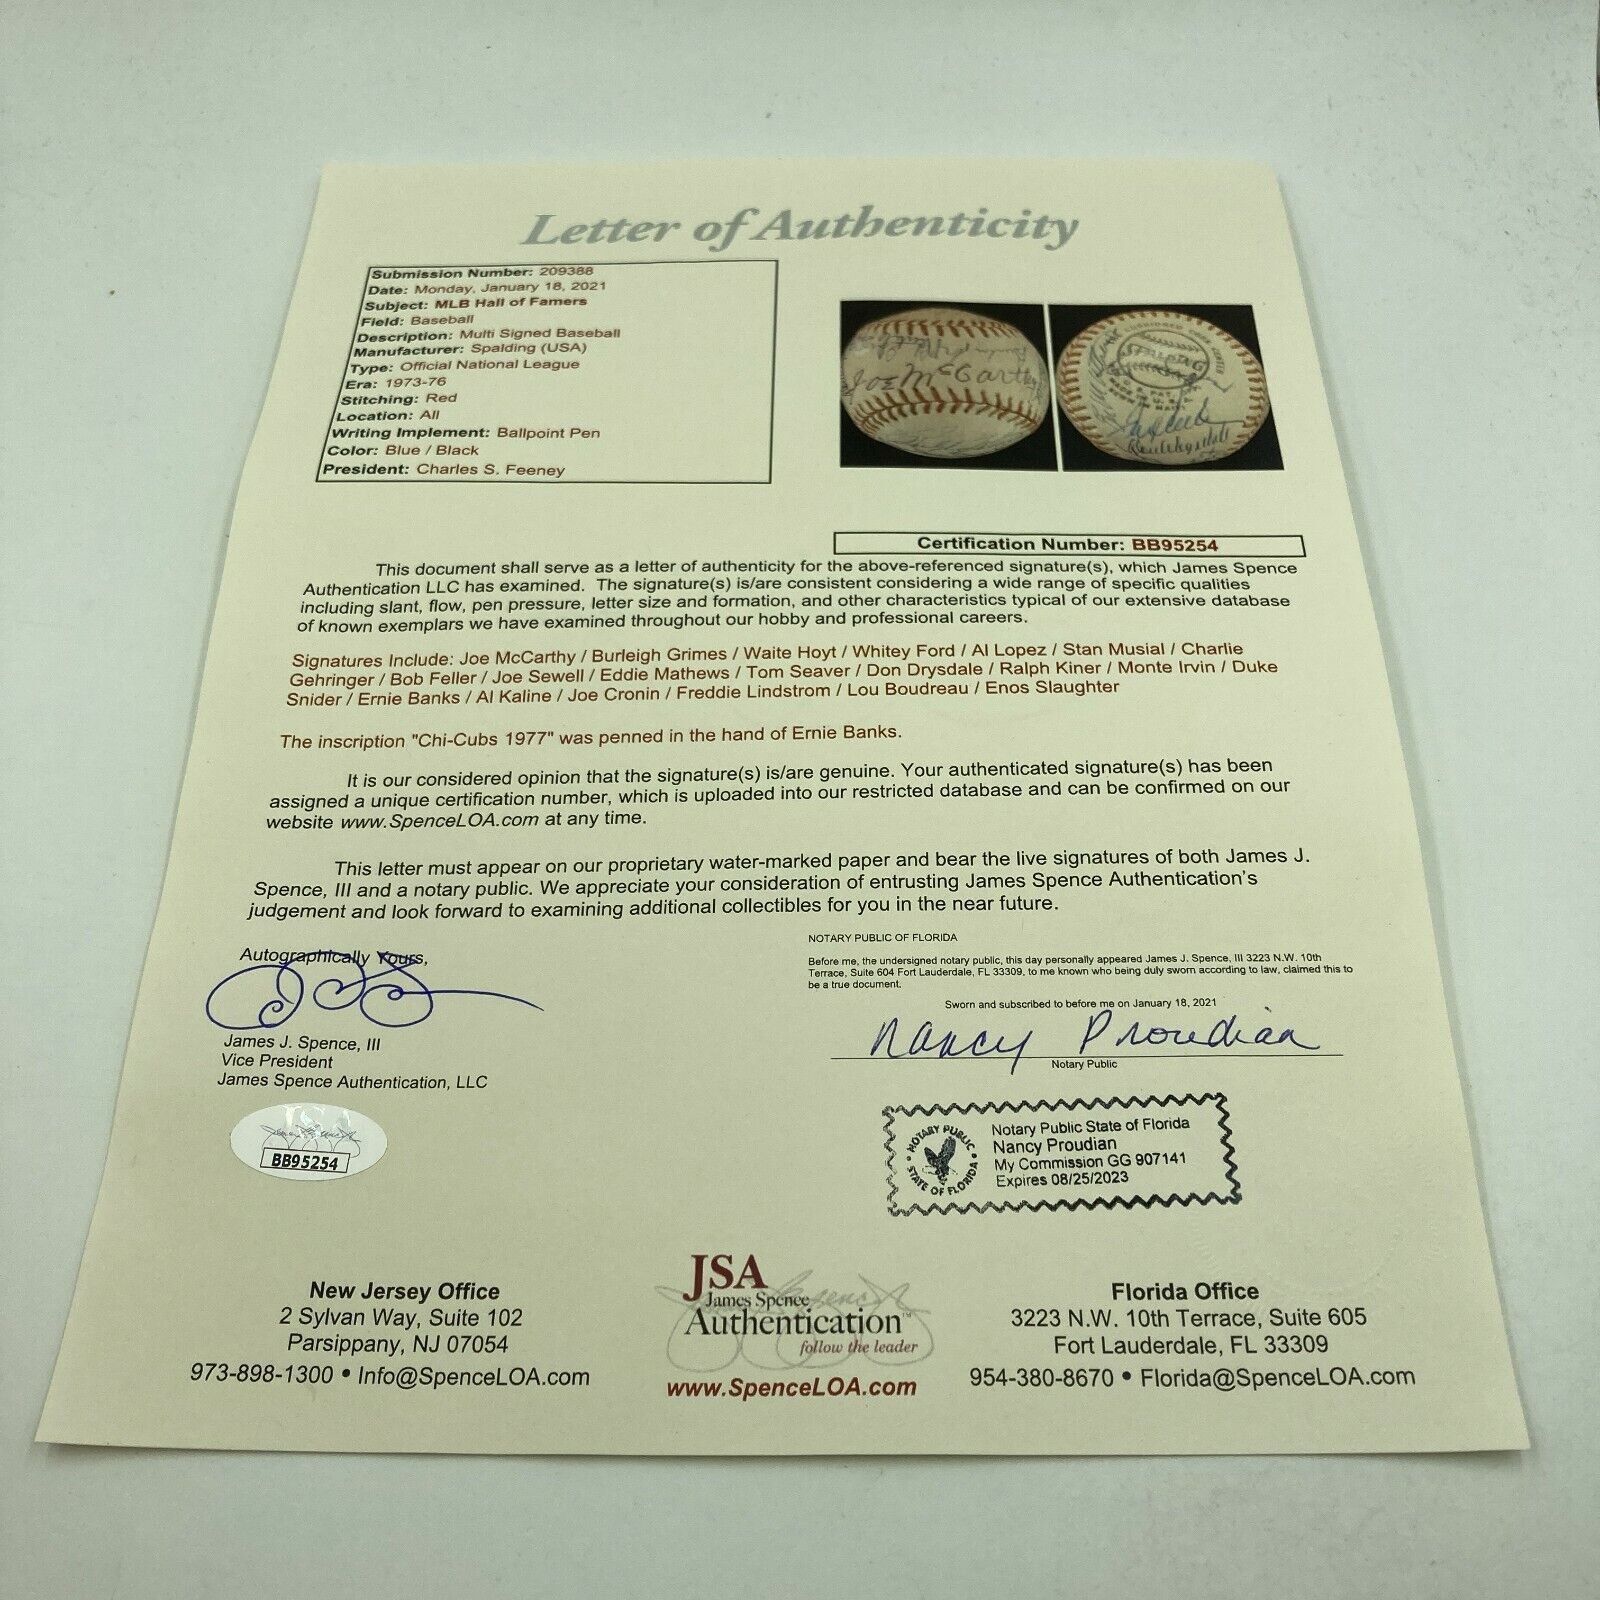 Letter of Authenticity
Submission Number: 209388
Date: Monday, January 18, 2021
Subject: MLB Hall of Famers
Field: Baseball
Description: Multi Signed Baseball
Manufacturer: Spalding (USA)
Type: Official National League
Era: 1973-76
Stitching: Red
Location: All
Writing Implement: Ballpoint Pen
Color: Blue / Black
President: Charles S. Feeney
Joe McCarthy
SPALDING
Certification Number: BB95254
This document shall serve as a letter of authenticity for the above-referenced signature(s), which James Spence
Authentication LLC has examined. The signature(s) is/are consistent considering a wide range of specific qualities
including slant, flow, pen pressure, letter size and formation, and other characteristics typical of our extensive database
of known exemplars we have examined throughout our hobby and professional careers.
Signatures Include: Joe McCarthy / Burleigh Grimes / Waite Hoyt / Whitey Ford / Al Lopez / Stan Musial / Charlie
Gehringer / Bob Feller / Joe Sewell / Eddie Mathews / Tom Seaver / Don Drysdale / Ralph Kiner / Monte Irvin / Duke
Snider / Ernie Banks / Al Kaline / Joe Cronin / Freddie Lindstrom / Lou Boudreau / Enos Slaughter
The inscription "Chi-Cubs 1977" was penned in the hand of Ernie Banks.
It is our considered opinion that the signature(s) is/are genuine. Your authenticated signature(s) has been
assigned a unique certification number, which is uploaded into our restricted database and can be confirmed on our
website www.SpenceLOA.com at any time.
This letter must appear on our proprietary water-marked paper and bear the live signatures of both James J.
Spence, III and a notary public. We appreciate your consideration of entrusting James Spence Authentication's
judgement and look forward to examining additional collectibles for you in the near future.
Autographically Yours,
James J. Spence, III
Vice President
James Spence Authentication, LLC
BB95254
NOTARY PUBLIC OF FLORIDA
Before me, the undersigned notary public, this day personally appeared James J. Spence, III 3223 N.W. 10th
Terrace, Suite 604 Fort Lauderdale, FL 33309, to me known who being duly sworn according to law, claimed this to
be a true document.
Sworn and subscribed to before me on January 18, 2021
Nancy Proudian
Notary Public
NOTARY PUBLIC
STATE OF FLORIDA
Notary Public State of Florida
Nancy Proudian
My Commission GG 907141
Expires 08/25/2023
New Jersey Office
2 Sylvan Way, Suite 102
Parsippany, NJ 07054
973-898-1300 • Info@SpenceLOA.com
JSA
James Spence
Authentication™
follow the leader
www.SpenceLOA.com
Florida Office
3223 N.W. 10th Terrace, Suite 605
Fort Lauderdale, FL 33309
954-380-8670 • Florida@SpenceLOA.com